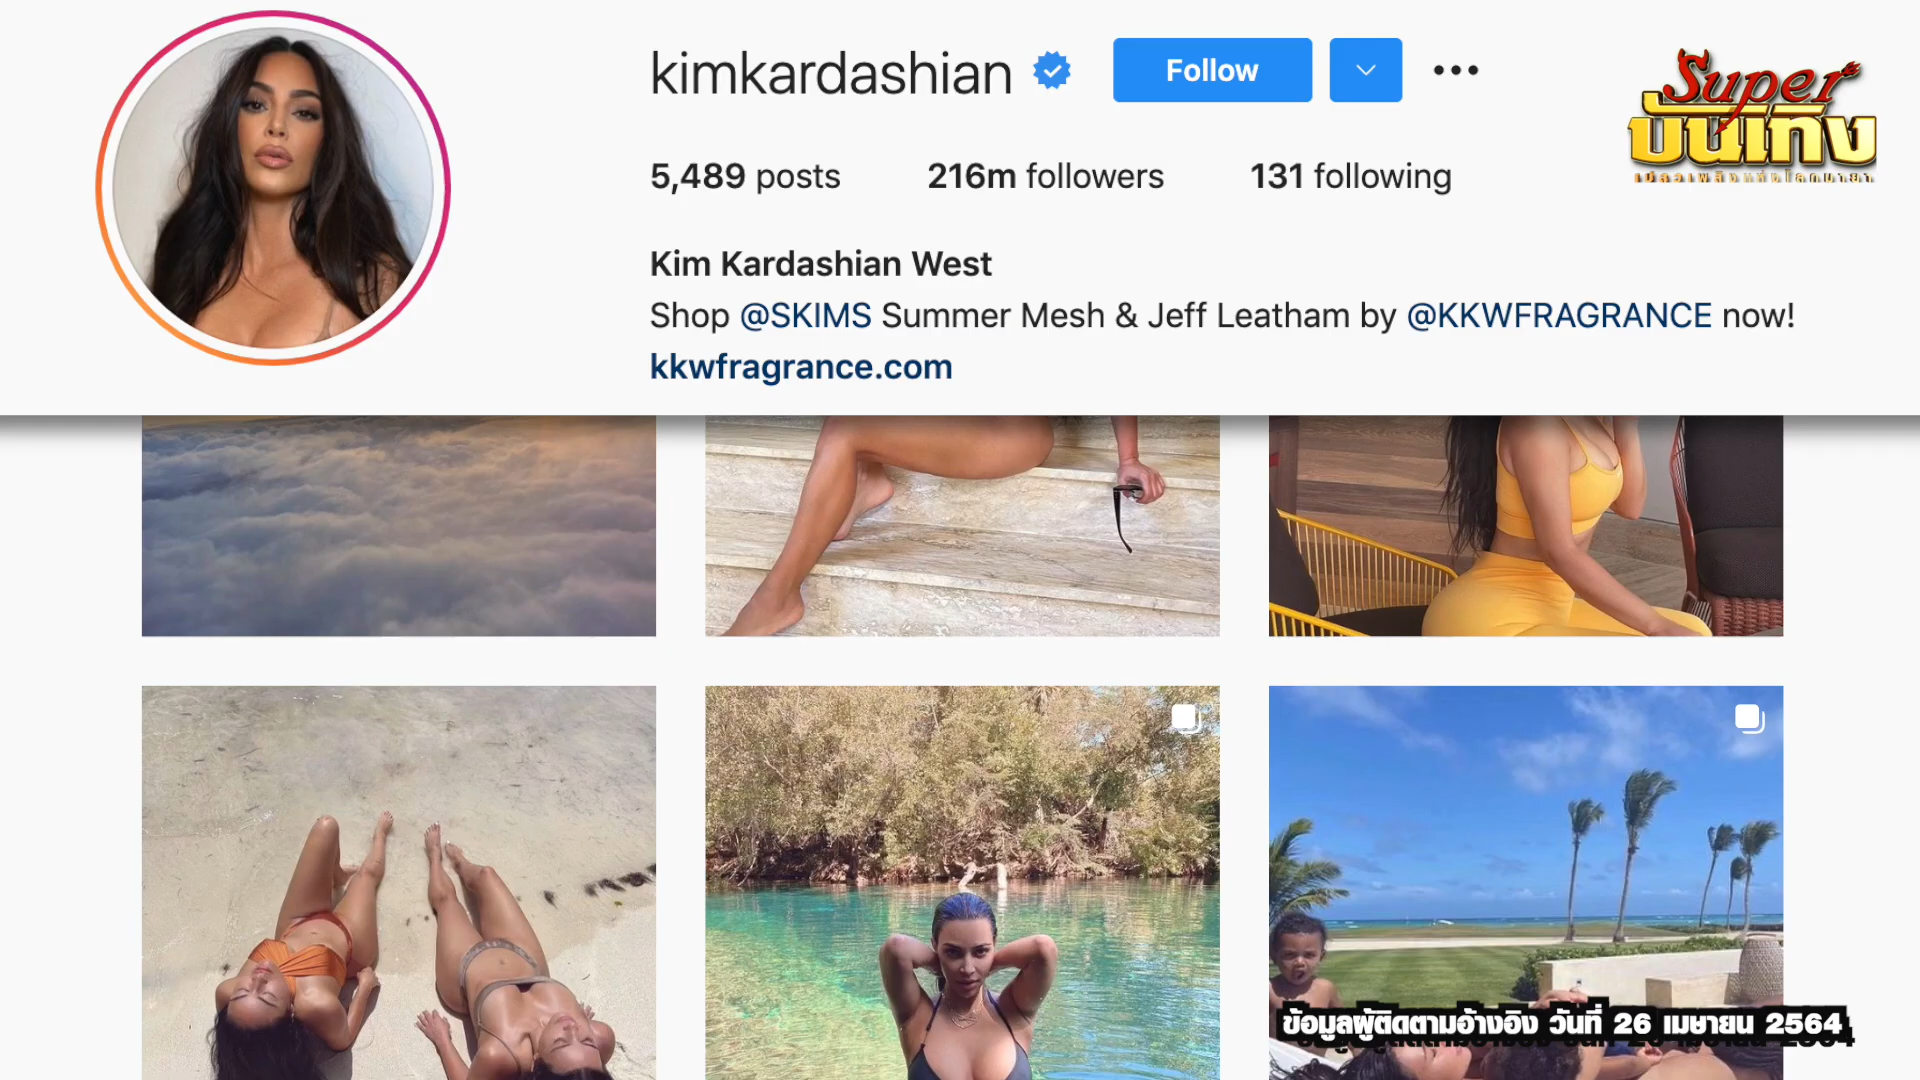 kimkardashian
Follow
5,489 posts 216m followers 131 following
Kim Kardashian West
Shop @SKIMS Summer Mesh & Jeff Leatham by @KKWFRAGRANCE now!
kkwfragrance.com
Super
บันเทิง
ข้อมูลผู้ติดตามอ้างอิง วันที่ 26 เมษายน 2564